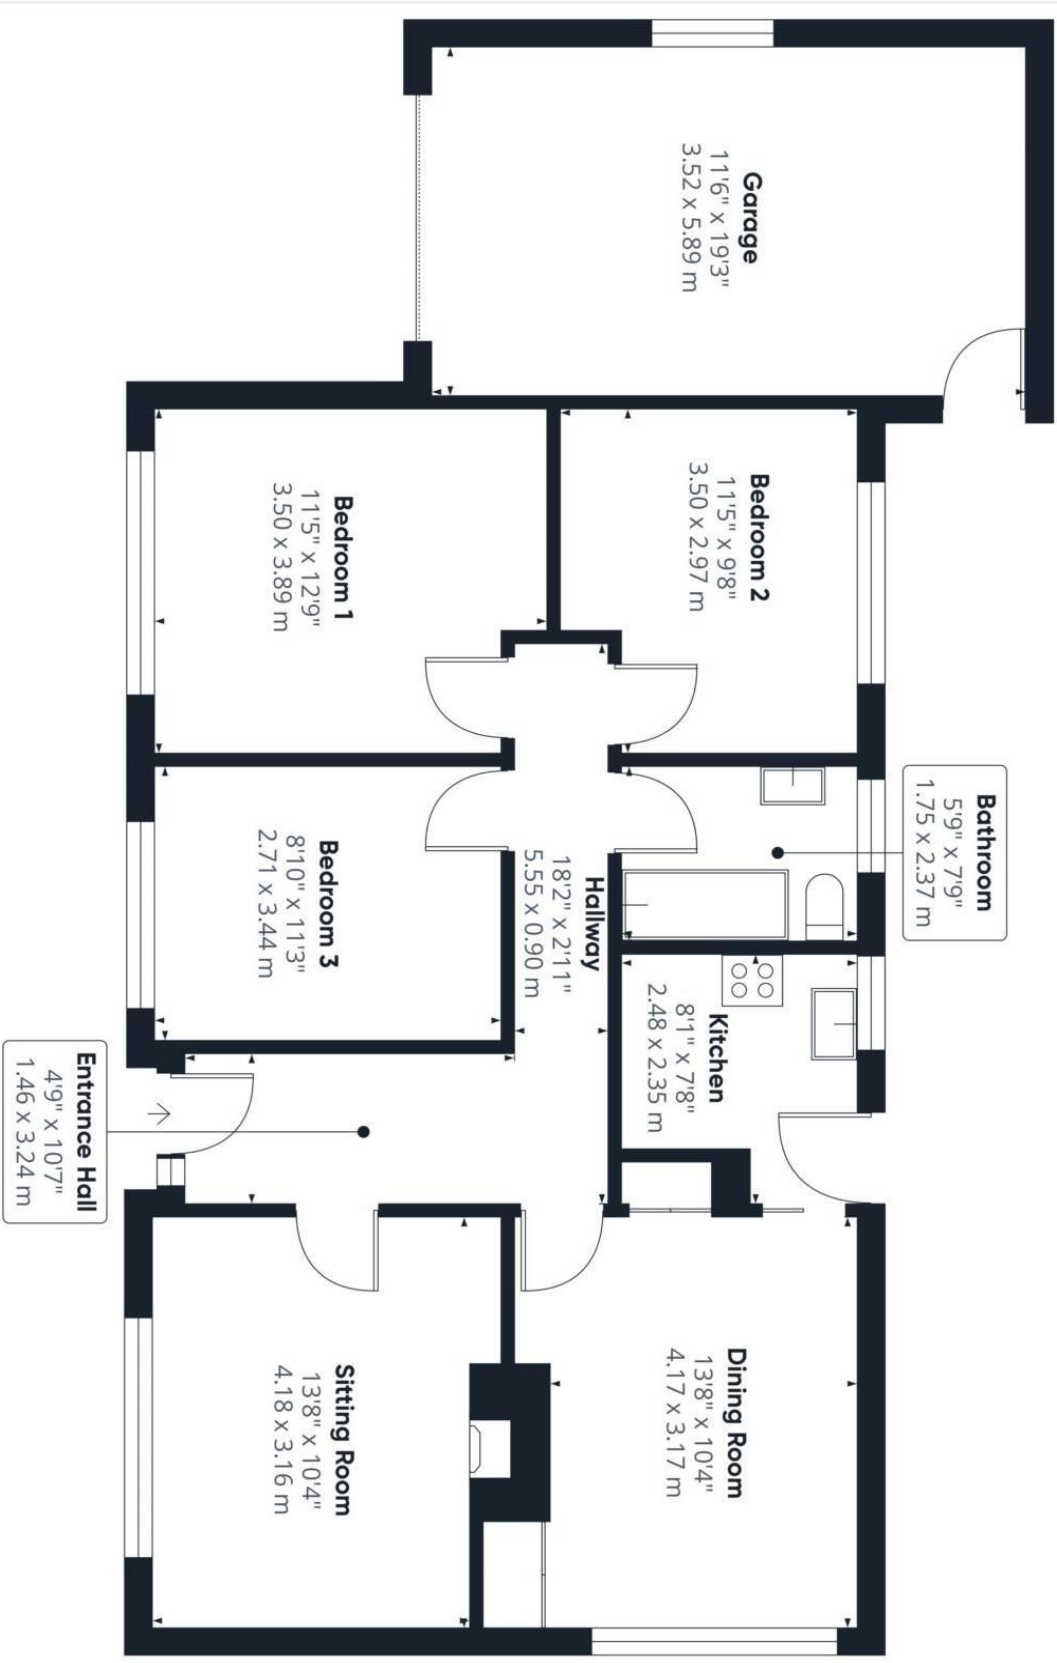 Garage
11'6" x 19'3"
3.52 x 5.89 m
Bedroom 2
11'5" x 9'8"
3.50 x 2.97 m
Bedroom 1
11'5" x 12'9"
3.50 x 3.89 m
Bathroom
5'9" x 7'9"
1.75 x 2.37 m
Hallway
18'2" x 2'11"
5.55 x 0.90 m
Bedroom 3
8'10" x 11'3"
2.71 x 3.44 m
Kitchen
8'1" x 7'8"
2.48 x 2.35 m
Entrance Hall
4'9" x 10'7"
1.46 x 3.24 m
Dining Room
13'8" x 10'4"
4.17 x 3.17 m
Sitting Room
13'8" x 10'4"
4.18 x 3.16 m